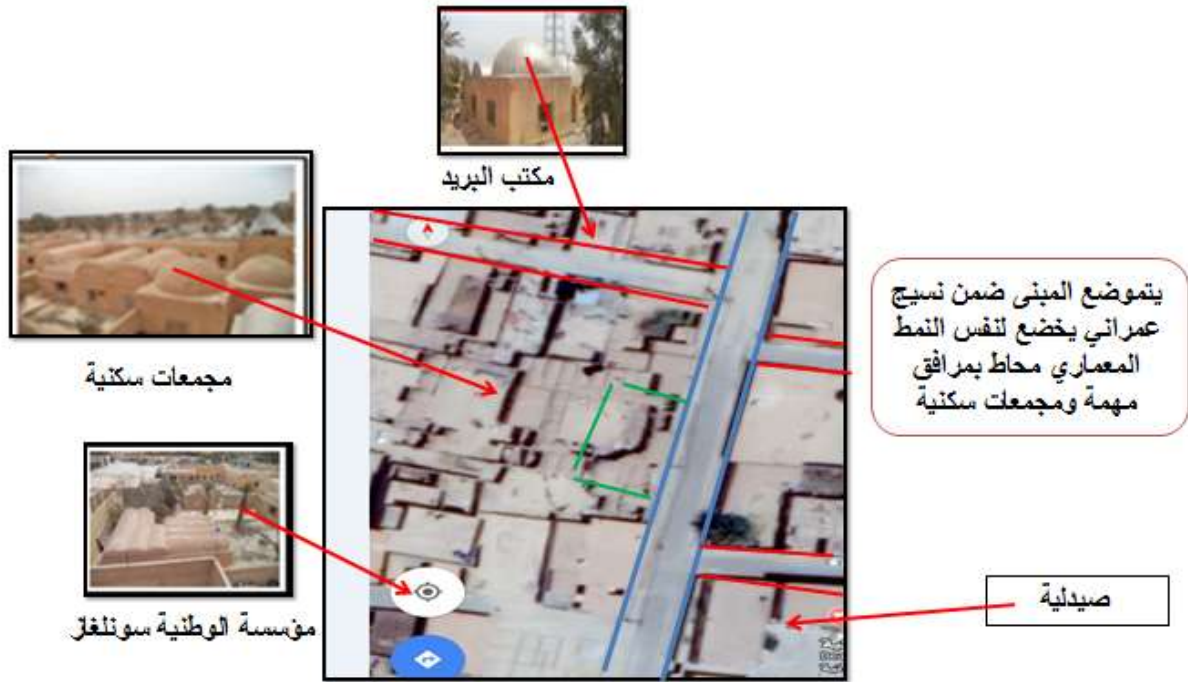 مكتب البريد
مجمعات سكنية
يتموضع المبنى ضمن نسيج
عمراني يخضع لنفس النمط
المعماري محاط بمرافق
مهمة ومجمعات سكنية
مؤسسة الوطنية سونلغاز
صيدلية